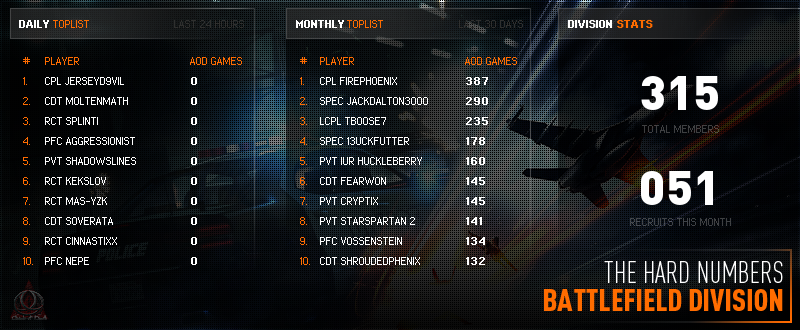 DAILY TOPLIST LAST 24 HOURS
# PLAYER AOD GAMES
1. CPL JERSEYD9VIL 0
2. CDT MOLTENMATH 0
3. RCT SPLINTI 0
4. PFC AGGRESSIONIST 0
5. PVT SHADOWSLINES 0
6. RCT KEKSLOV 0
7. RCT MAS-YZK 0
8. CDT SOVERATA 0
9. RCT CINNASTIXX 0
10. PFC NEPE 0
MONTHLY TOPLIST LAST 30 DAYS
# PLAYER AOD GAMES
1. CPL FIREPHOENIX 387
2. SPEC JACKDALTON3000 290
3. LCPL TBOOSE7 235
4. SPEC 13UCKFUTTER 178
5. PVT IUR HUCKLEBERRY 160
6. CDT FEARWON 145
7. PVT CRYPTIX 145
8. PVT STARSPARTAN 2 141
9. PFC VOSSENSTEIN 134
10. CDT SHROUDEDPHENIX 132
DIVISION STATS
315
TOTAL MEMBERS
051
RECRUITS THIS MONTH
THE HARD NUMBERS
BATTLEFIELD DIVISION
POLICE